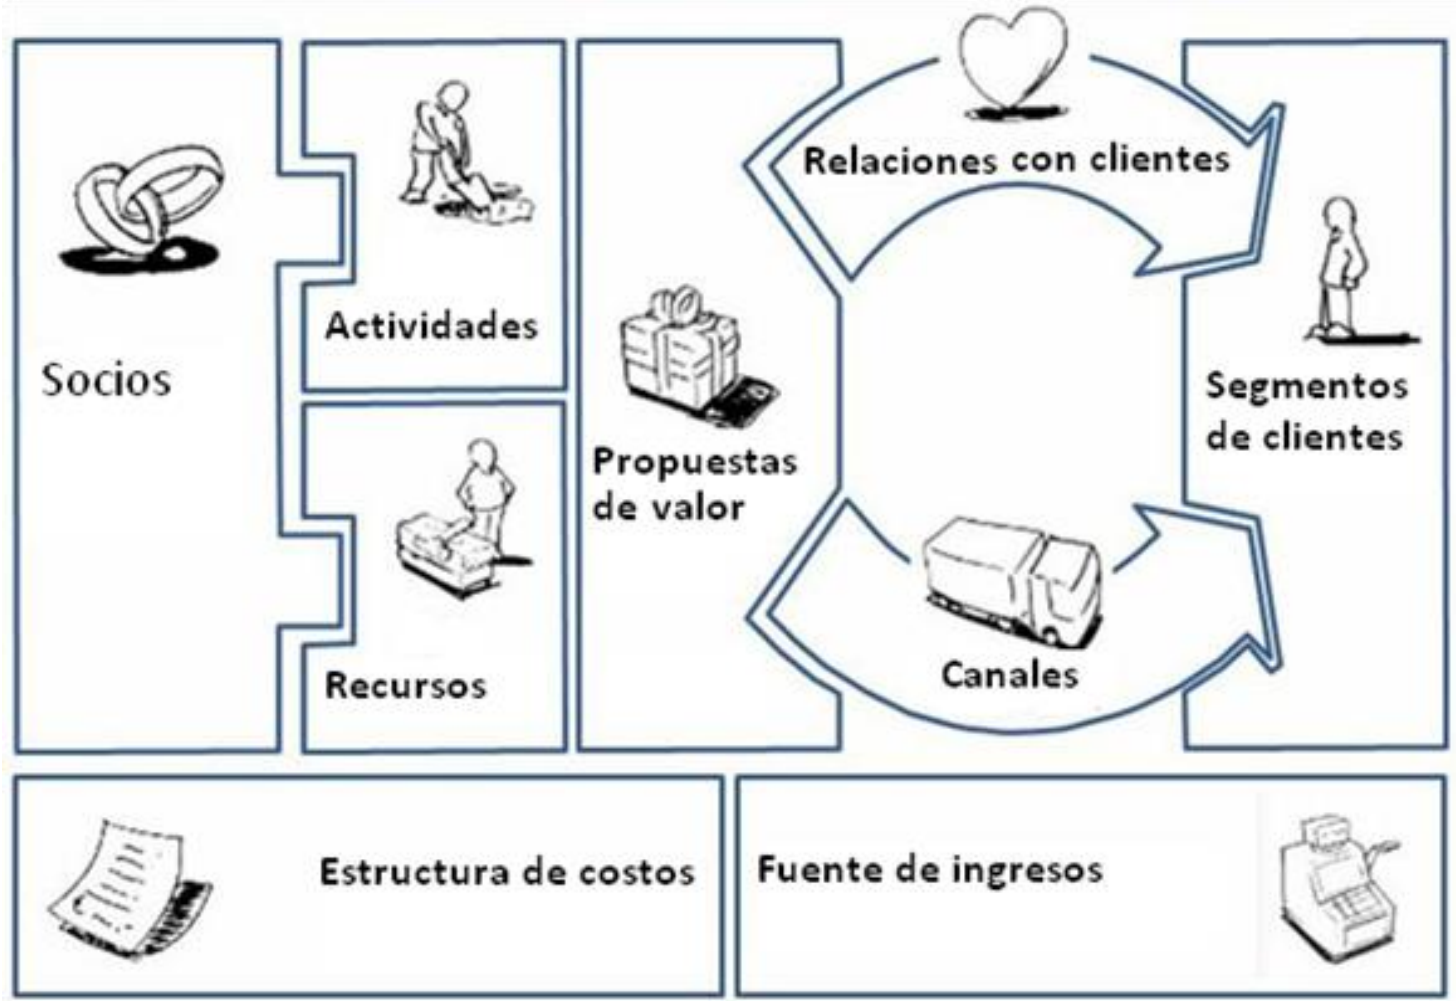 Socios
Actividades
Recursos
Propuestas
de valor
Relaciones con clientes
Canales
Segmentos
de clientes
Estructura de costos
Fuente de ingresos